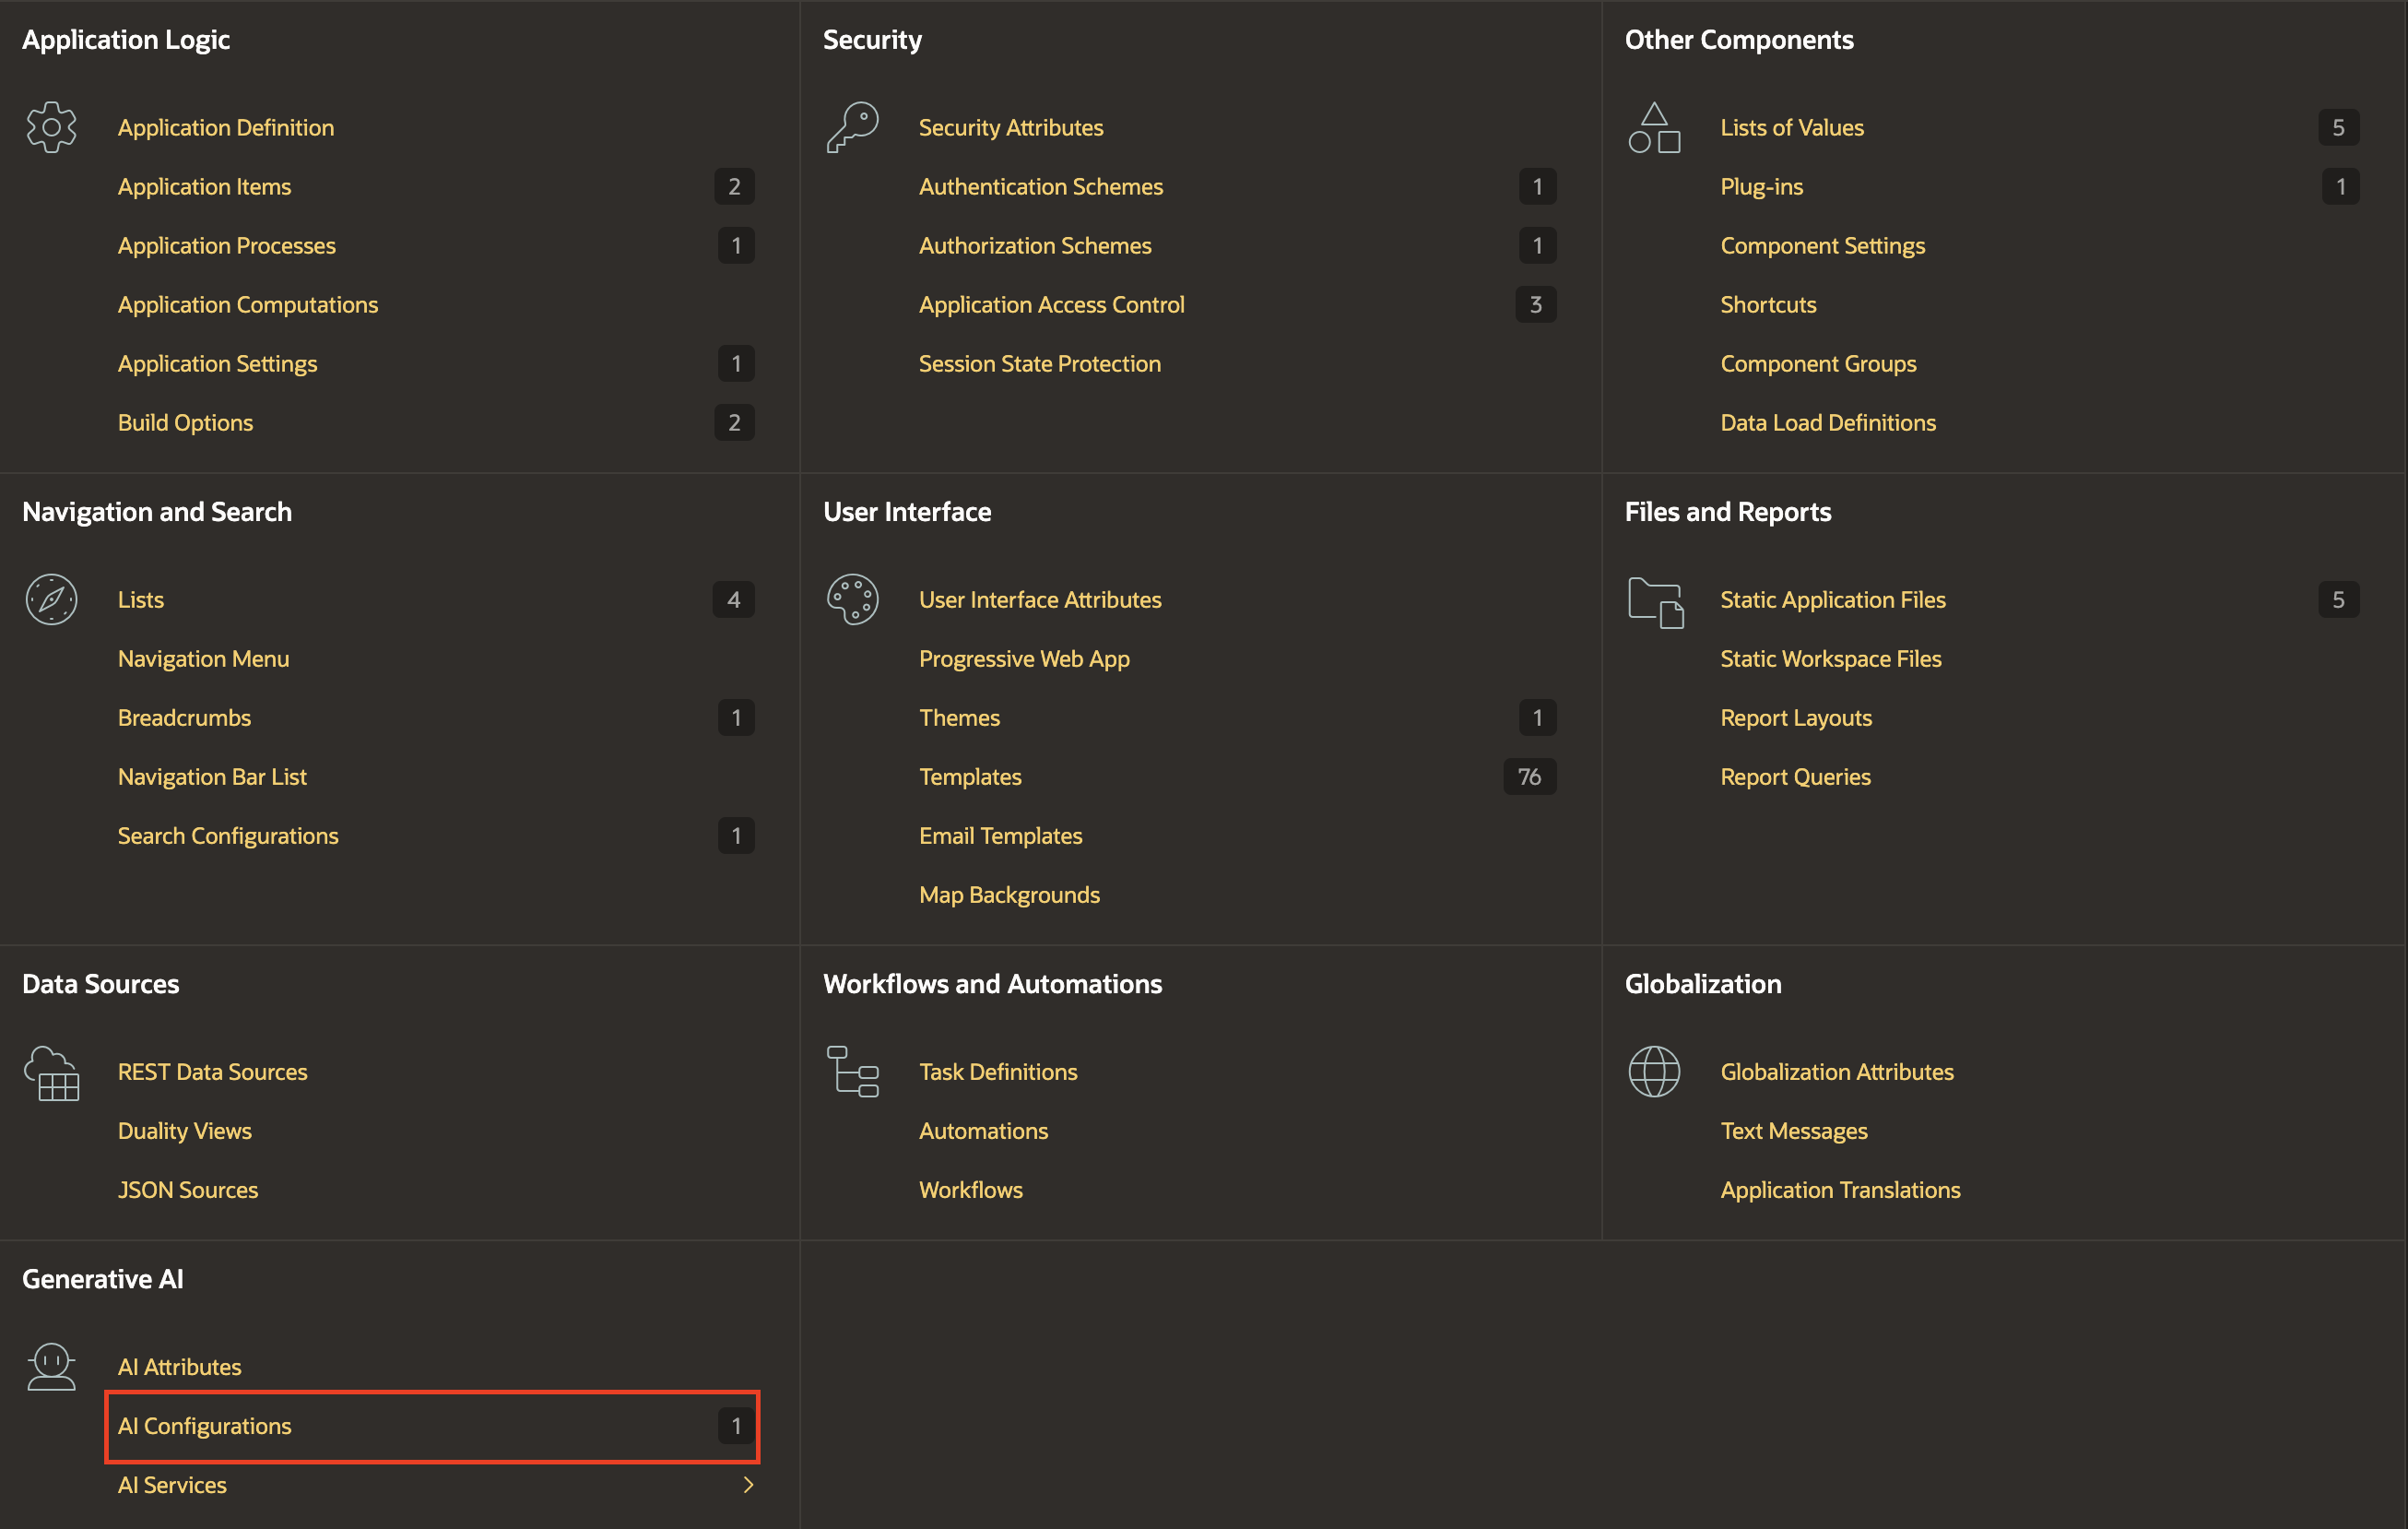 Application Logic
Application Definition
Application Items 2
Application Processes 1
Application Computations
Application Settings 1
Build Options 2
Security
Security Attributes
Authentication Schemes 1
Authorization Schemes 1
Application Access Control 3
Session State Protection
Other Components
Lists of Values 5
Plug-ins 1
Component Settings
Shortcuts
Component Groups
Data Load Definitions
Navigation and Search
Lists 4
Navigation Menu
Breadcrumbs 1
Navigation Bar List
Search Configurations 1
User Interface
User Interface Attributes
Progressive Web App
Themes 1
Templates 76
Email Templates
Map Backgrounds
Files and Reports
Static Application Files 5
Static Workspace Files
Report Layouts
Report Queries
Data Sources
REST Data Sources
Duality Views
JSON Sources
Workflows and Automations
Task Definitions
Automations
Workflows
Globalization
Globalization Attributes
Text Messages
Application Translations
Generative AI
AI Attributes
AI Configurations 1
AI Services